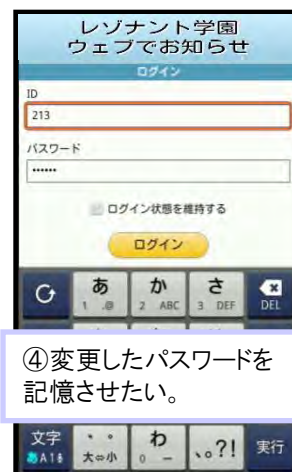 レゾナント学園
ウェブでお知らせ
ログイン
ID
213
パスワード
••••••
ログイン状態を維持する
ログイン
あ か さ DEL
1 .@ 2 ABC 3 DEF
④変更したパスワードを
記憶させたい。
文字 ゛ ゜ わ 、。?! 実行
あA1 大⇔小 0 ー